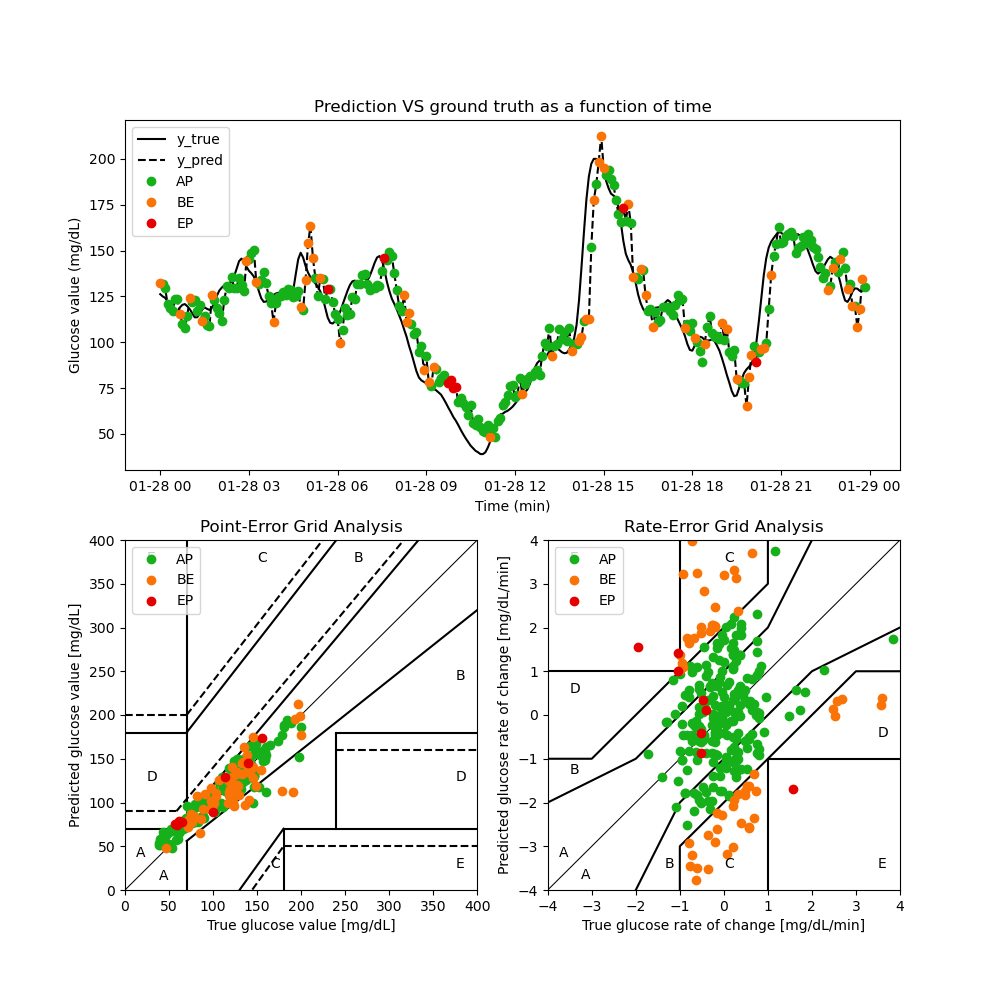 Prediction VS ground truth as a function of time
Glucose value (mg/dL)
200
175
150
125
100
75
50
y_true
y_pred
AP
BE
EP
01-28 00 01-28 03 01-28 06 01-28 09 01-28 12 01-28 15 01-28 18 01-28 21 01-29 00
Time (min)
Point-Error Grid Analysis
Predicted glucose value [mg/dL]
400
350
300
250
200
150
100
50
0
AP
BE
EP
C B
B
D D
A
A C E
0 50 100 150 200 250 300 350 400
True glucose value [mg/dL]
Rate-Error Grid Analysis
Predicted glucose rate of change [mg/dL/min]
4
3
2
1
0
−1
−2
−3
−4
AP
BE
EP
C
D
D
B
A
A B C E
−4 −3 −2 −1 0 1 2 3 4
True glucose rate of change [mg/dL/min]